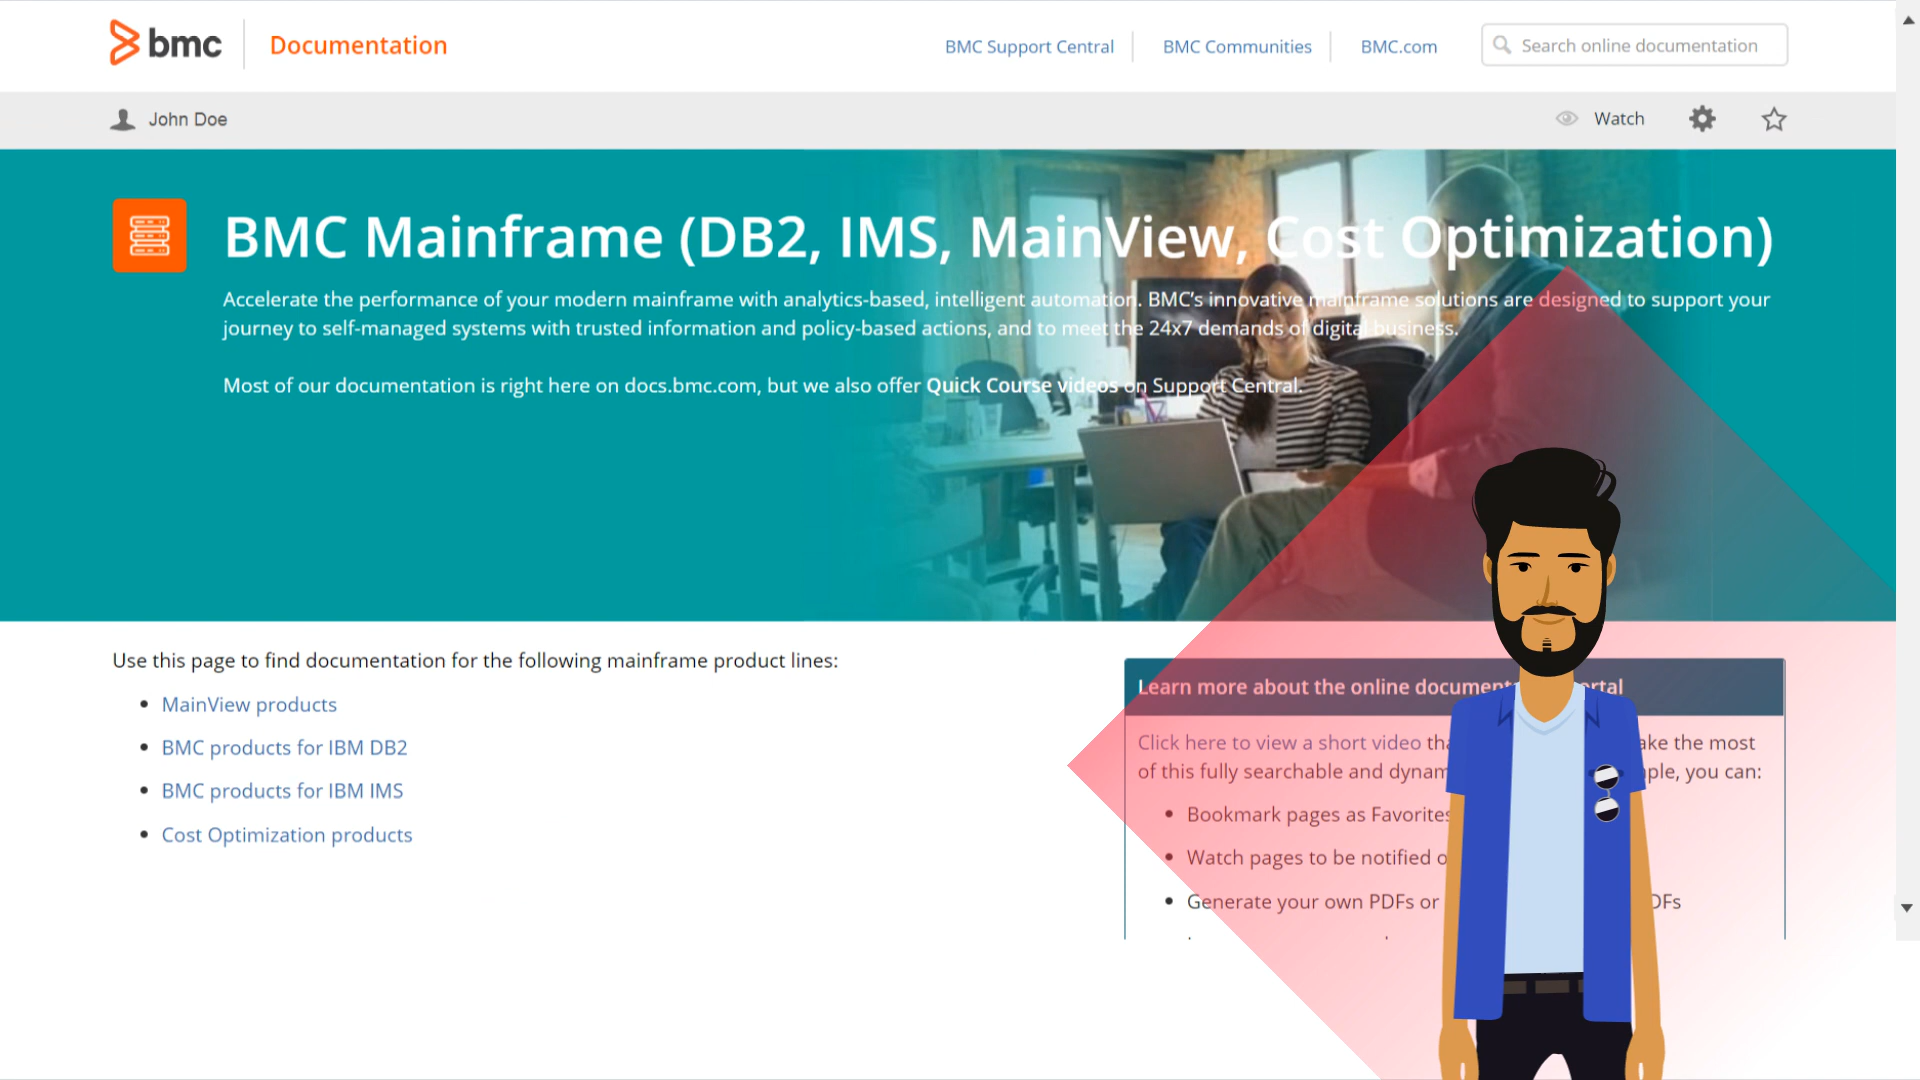 bmc Documentation
BMC Support Central BMC Communities BMC.com Search online documentation
John Doe Watch
BMC Mainframe (DB2, IMS, MainView, Cost Optimization)
Accelerate the performance of your modern mainframe with analytics-based, intelligent automation. BMC's innovative mainframe solutions are designed to support your
journey to self-managed systems with trusted information and policy-based actions, and to meet the 24x7 demands of digital business.
Most of our documentation is right here on docs.bmc.com, but we also offer Quick Course videos on Support Central.
Use this page to find documentation for the following mainframe product lines:
MainView products
BMC products for IBM DB2
BMC products for IBM IMS
Cost Optimization products
Learn more about the online
Click here to view a short video the most
of this fully searchable and you can:
Bookmark pages as Favorites
Watch pages to be notified
Generate your own PDFs or